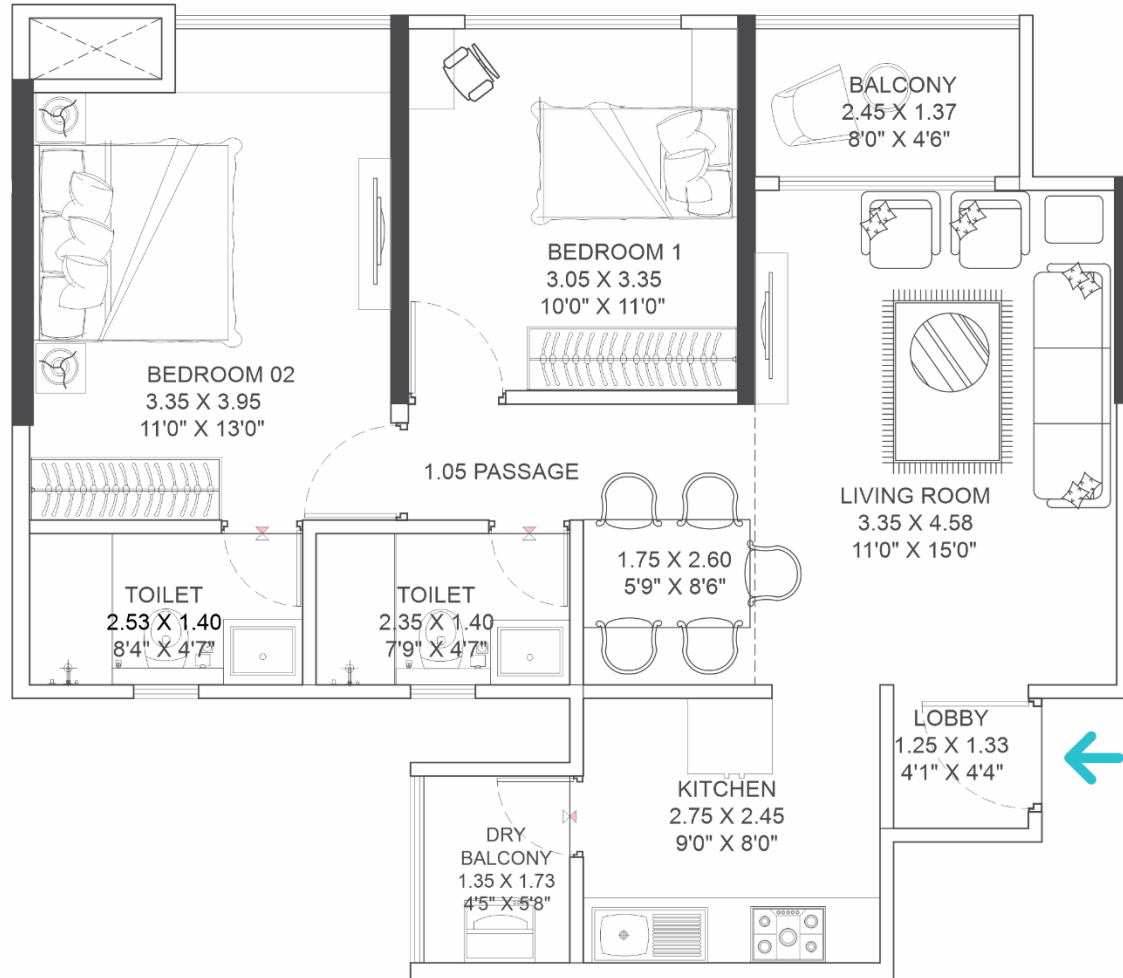 BALCONY
2.45 X 1.37
8'0" X 4'6"
BEDROOM 1
3.05 X 3.35
10'0" X 11'0"
BEDROOM 02
3.35 X 3.95
11'0" X 13'0"
1.05 PASSAGE
LIVING ROOM
3.35 X 4.58
11'0" X 15'0"
1.75 X 2.60
5'9" X 8'6"
TOILET
2.53 X 1.40
8'4" X 4'7"
TOILET
2.35 X 1.40
7'9" X 4'7"
LOBBY
1.25 X 1.33
4'1" X 4'4"
KITCHEN
2.75 X 2.45
9'0" X 8'0"
DRY
BALCONY
1.35 X 1.73
4'5" X 5'8"